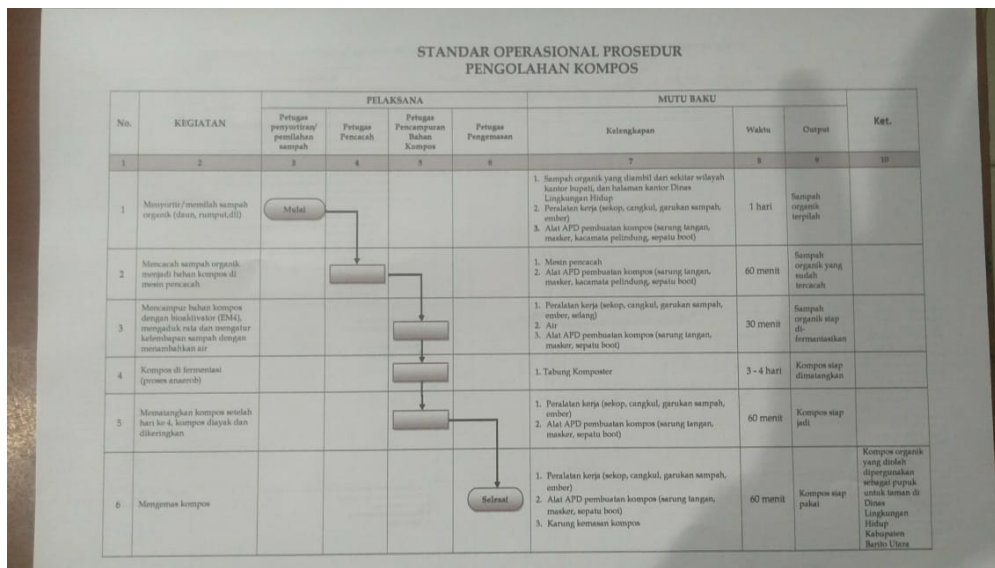 STANDAR OPERASIONAL PROSEDUR
PENGOLAHAN KOMPOS
No.
KEGIATAN
PELAKSANA
MUTU BAKU
Ket.
Petugas
penyortiran/
pemilahan
sampah
Petugas
Pencacah
Petugas
Pencampuran
Bahan
Kompos
Petugas
Pengemasan
Kelengkapan
Waktu
Output
1 2 3 4 5 6 7 8 9 10
1
Menyortir/memilah sampah
organik (daun, rumput,dll)
Mulai
1. Sampah organik yang diambil dari sekitar wilayah
kantor bupati, dan halaman kantor Dinas
Lingkungan Hidup
2. Peralatan kerja (sekop, cangkul, garukan sampah,
ember)
3. Alat APD pembuatan kompos (sarung tangan,
masker, kacamata pelindung, sepatu boot)
1 hari
Sampah
organik
terpilah
2
Mencacah sampah organik
menjadi bahan kompos di
mesin pencacah
1. Mesin pencacah
2. Alat APD pembuatan kompos (sarung tangan,
masker, kacamata pelindung, sepatu boot)
60 menit
Sampah
organik yang
sudah
tercacah
3
Mencampur bahan kompos
dengan bioaktivator (EM4),
mengaduk rata dan mengatur
kelembapan sampah dengan
menambahkan air
1. Peralatan kerja (sekop, cangkul, garukan sampah,
ember, selang)
2. Air
3. Alat APD pembuatan kompos (sarung tangan,
masker, sepatu boot)
30 menit
Sampah
organik siap
di-
fermantasikan
4
Kompos di fermentasi
(proses anaerob)
1. Tabung Komposter
3 - 4 hari
Kompos siap
dimatangkan
5
Mematangkan kompos setelah
hari ke 4, kompos diayak dan
dikeringkan
1. Peralatan kerja (sekop, cangkul, garukan sampah,
ember)
2. Alat APD pembuatan kompos (sarung tangan,
masker, sepatu boot)
60 menit
Kompos siap
jadi
6
Mengemas kompos
Selesai
1. Peralatan kerja (sekop, cangkul, garukan sampah,
ember)
2. Alat APD pembuatan kompos (sarung tangan,
masker, sepatu boot)
3. Karung kemasan kompos
60 menit
Kompos siap
pakai
Kompos organik
yang diolah
dipergunakan
sebagai pupuk
untuk taman di
Dinas
Lingkungan
Hidup
Kabupaten
Barito Utara